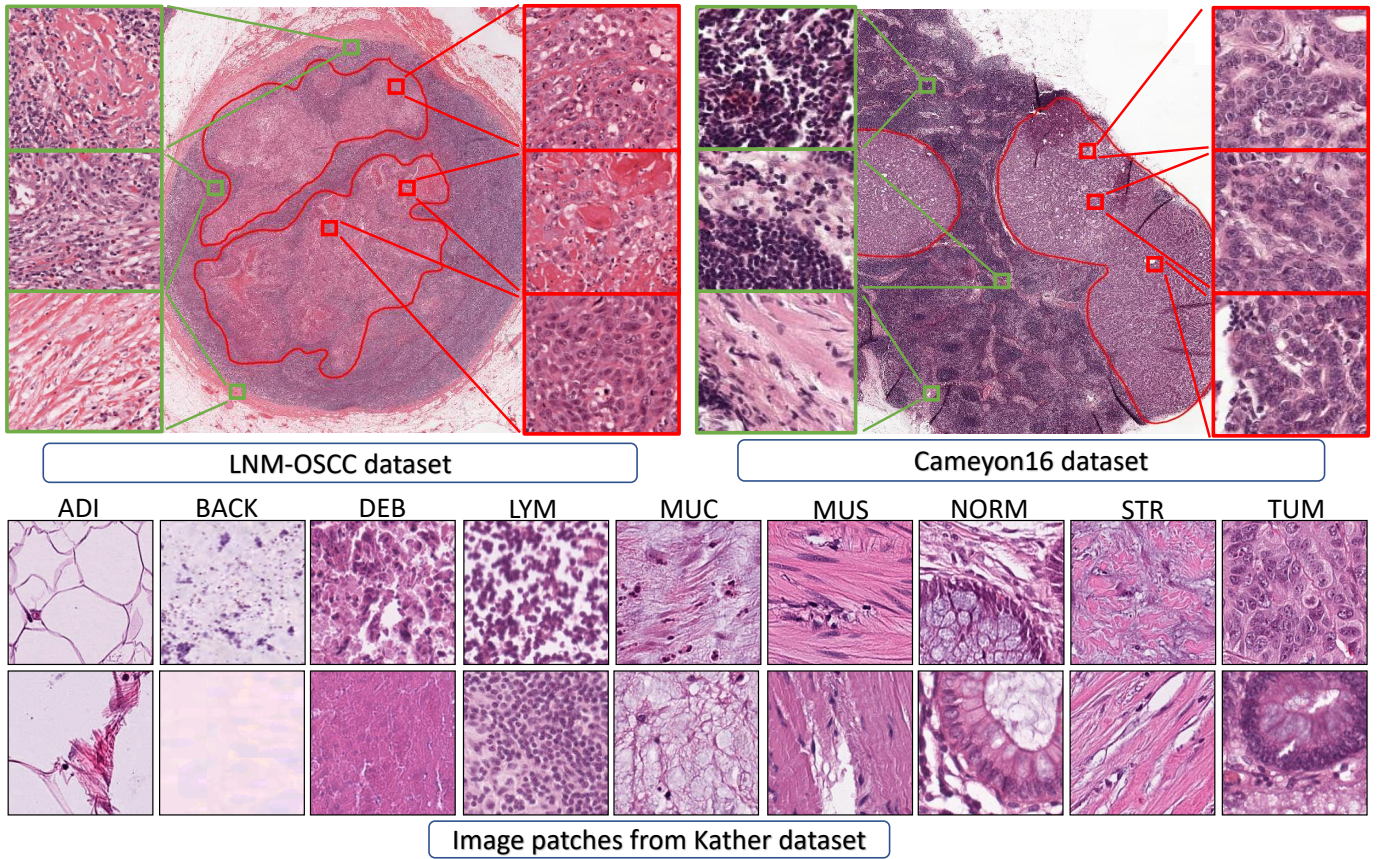 LNM-OSCC dataset
Cameyon16 dataset
ADI BACK DEB LYM MUC MUS NORM STR TUM
Image patches from Kather dataset